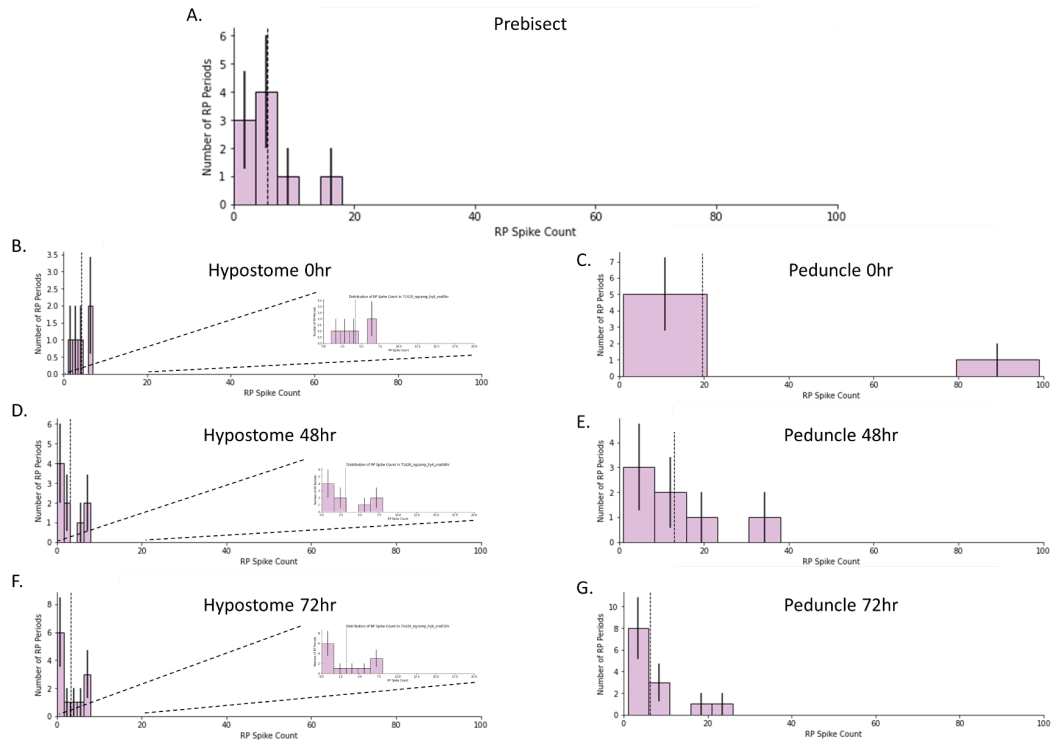 A.
Prebisect
Number of RP Periods
6
5
4
3
2
1
0
0 20 40 60 80 100
RP Spike Count
B.
Hypostome 0hr
Number of RP Periods
3.5
3.0
2.5
2.0
1.5
1.0
0.5
0.0
0 20 40 60 80 100
RP Spike Count
C.
Peduncle 0hr
Number of RP Periods
7
6
5
4
3
2
1
0
0 20 40 60 80 100
RP Spike Count
D.
Hypostome 48hr
Number of RP Periods
6
5
4
3
2
1
0
0 20 40 60 80 100
RP Spike Count
E.
Peduncle 48hr
Number of RP Periods
4
3
2
1
0
0 20 40 60 80 100
RP Spike Count
F.
Hypostome 72hr
Number of RP Periods
8
6
4
2
0
0 20 40 60 80 100
RP Spike Count
G.
Peduncle 72hr
Number of RP Periods
10
8
6
4
2
0
0 20 40 60 80 100
RP Spike Count